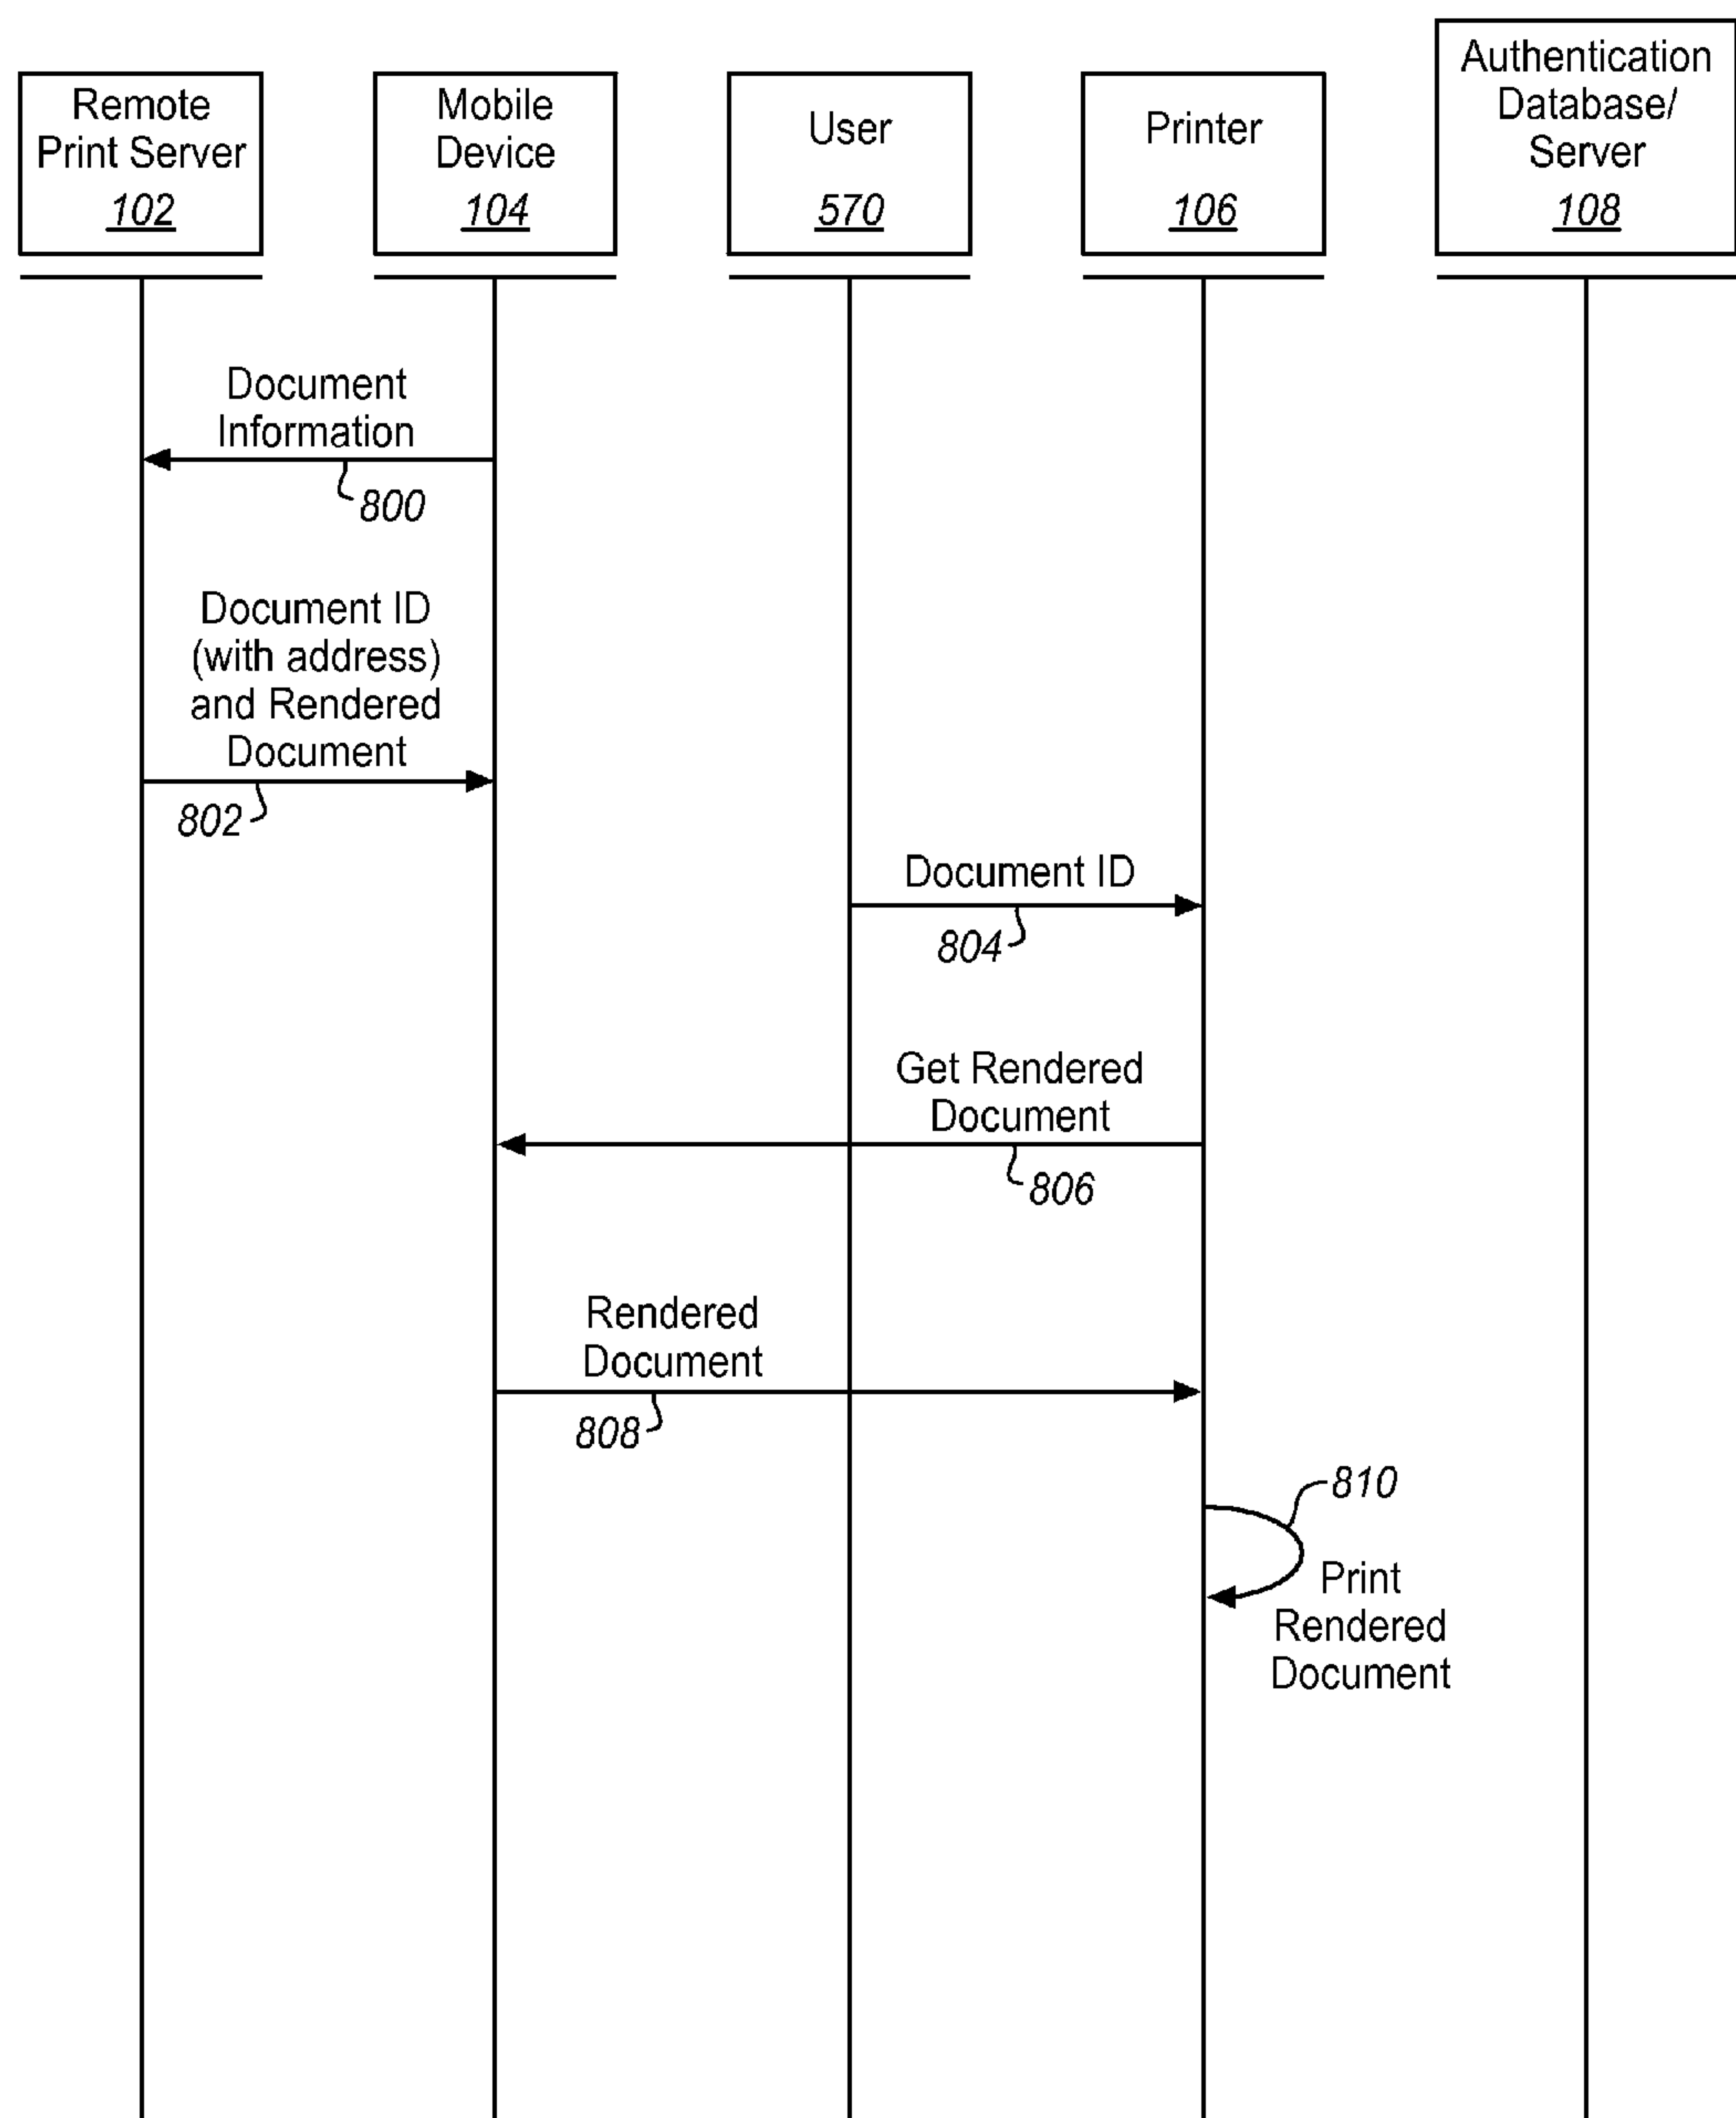 Remote
Print Server
102
Mobile
Device
104
User
570
Printer
106
Authentication
Database/
Server
108
Document
Information
800
Document ID
(with address)
and Rendered
Document
802
Document ID
804
Get Rendered
Document
806
Rendered
Document
808
810
Print
Rendered
Document